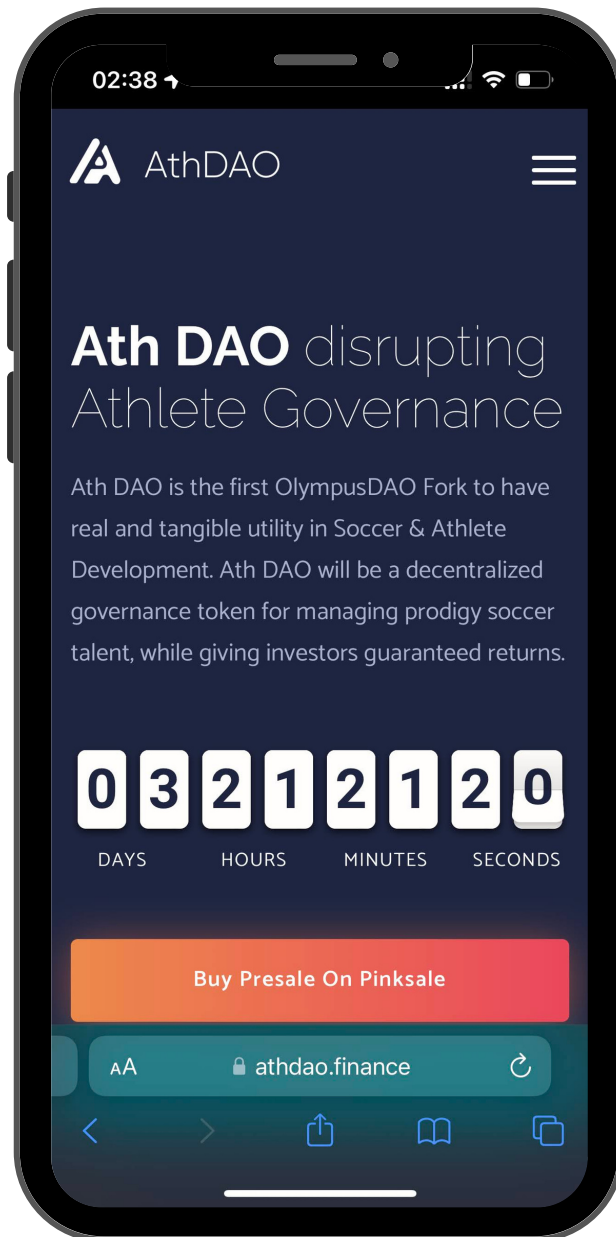 02:38
AthDAO
Ath DAO disrupting
Athlete Governance
Ath DAO is the first OlympusDAO Fork to have
real and tangible utility in Soccer & Athlete
Development. Ath DAO will be a decentralized
governance token for managing prodigy soccer
talent, while giving investors guaranteed returns.
0 3 2 1 2 1 2 0
DAYS HOURS MINUTES SECONDS
Buy Presale On Pinksale
AA athdao.finance